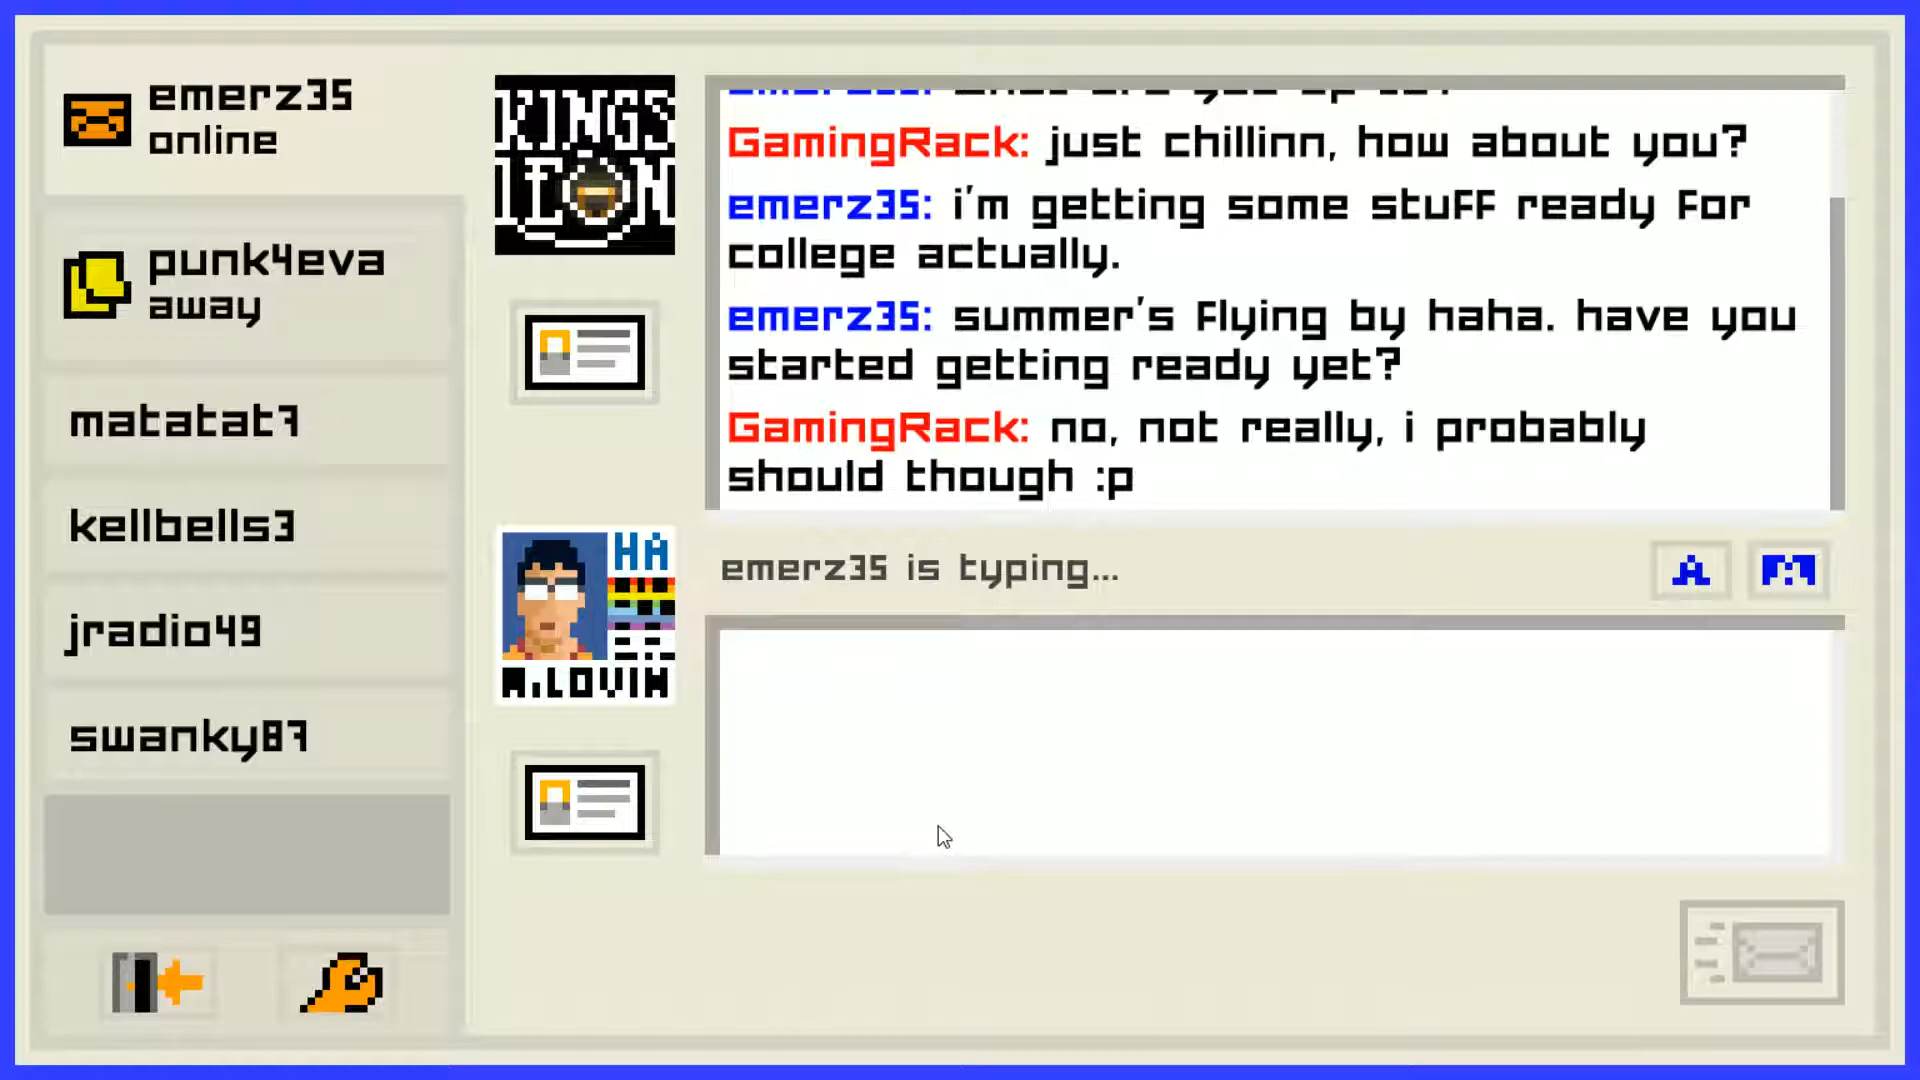 emerz35
online
punk4eva
away
matatat7
kellbells3
jradio49
swanky87
KINGS
GamingRack: just chillinn, how about you?
emerz35: i'm getting some stuff ready for
college actually.
emerz35: summer's flying by haha. have you
started getting ready yet?
GamingRack: no, not really, i probably
should though :p
HA
emerz35 is typing...
A